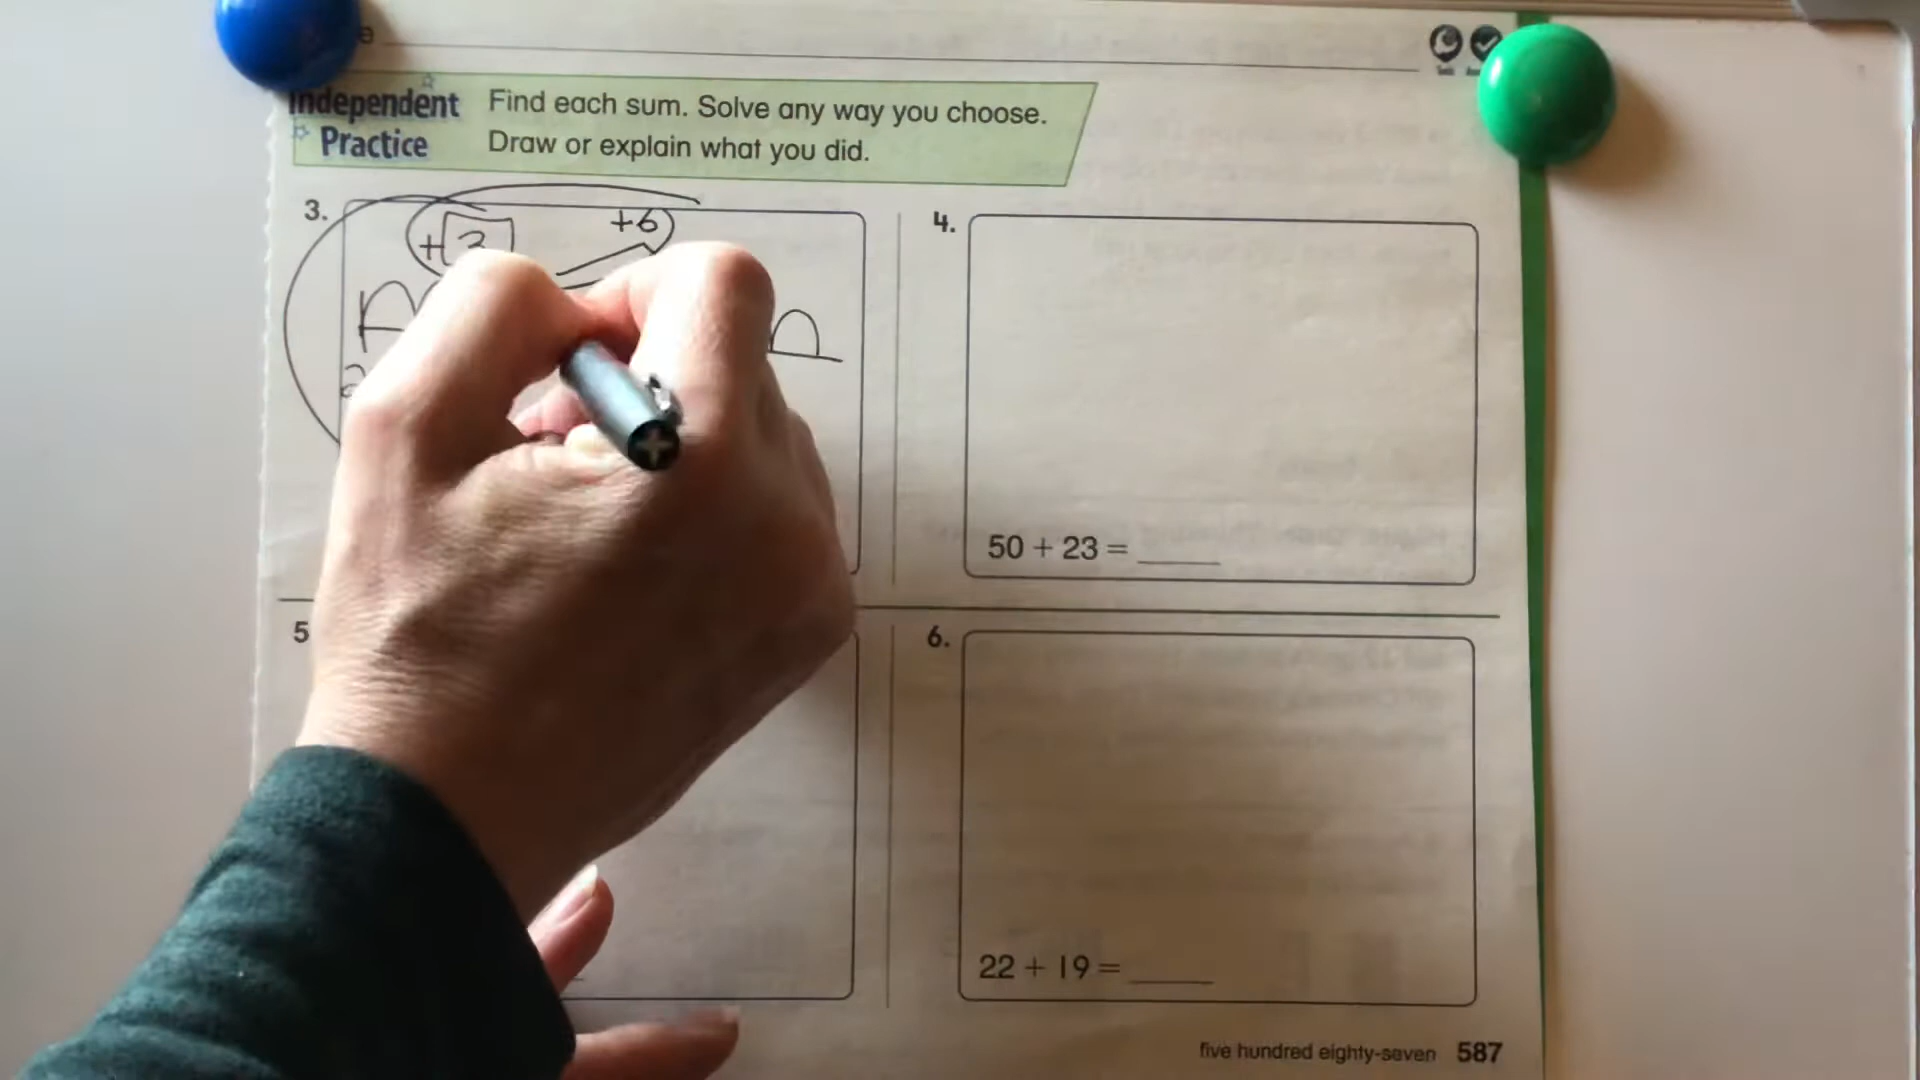 Independent Practice
Find each sum. Solve any way you choose.
Draw or explain what you did.
3.
+3
+6
4.
50 + 23 =
5
6.
22 + 19 =
five hundred eighty-seven 587